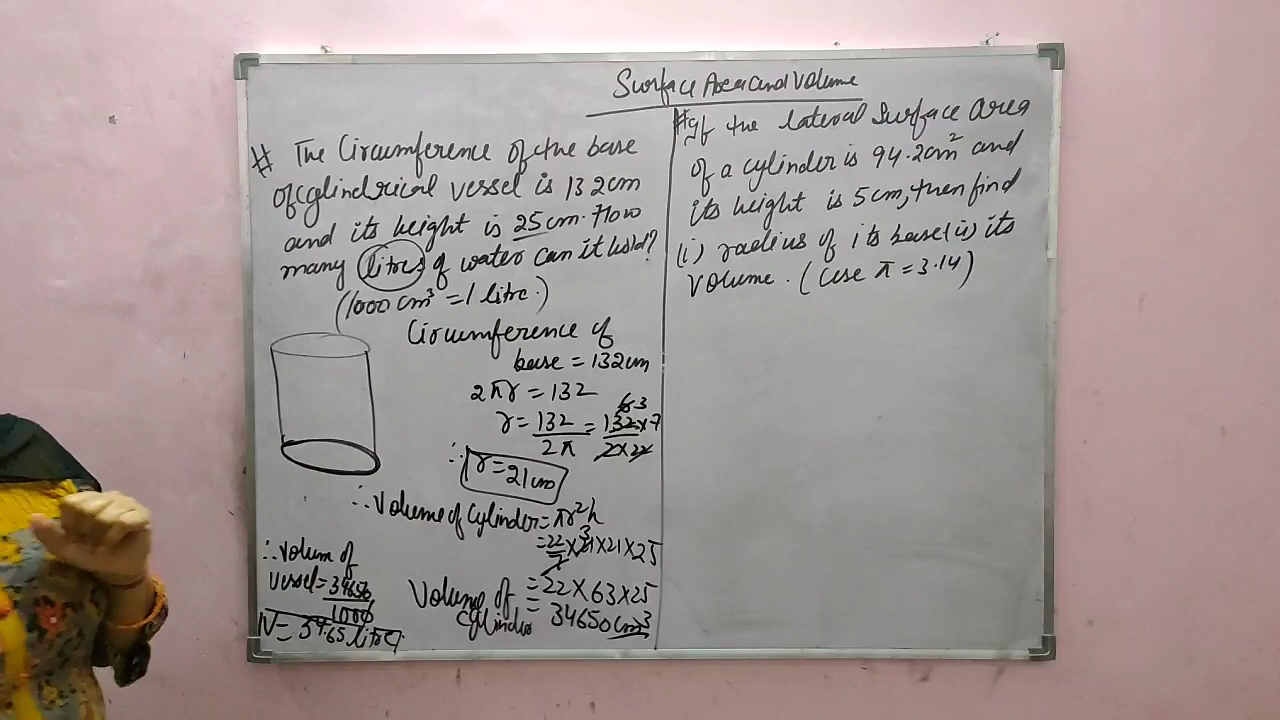 Surface Area and Volume
# The Circumference of the base
of cylindrical vessel is 132cm
and its height is 25cm. How
many litres of water can it hold?
(1000 cm³ = 1 litre.)
Circumference of
base = 132cm
2πr = 132
63
r = 132 = 132×7
2π 2×22
∴ r = 21cm
∴ Volume of Cylinder = πr²h
3
= 22/7 × 21 × 21 × 25
= 22 × 63 × 25
Volume of cylinder = 34650 cm³
∴ Volum of
vessel = 34650
1000
V = 34.65 litre
# If the lateral Surface area
of a cylinder is 94.2cm² and
its height is 5cm, then find
(i) radius of its base (ii) its
volume. (Use π = 3.14)